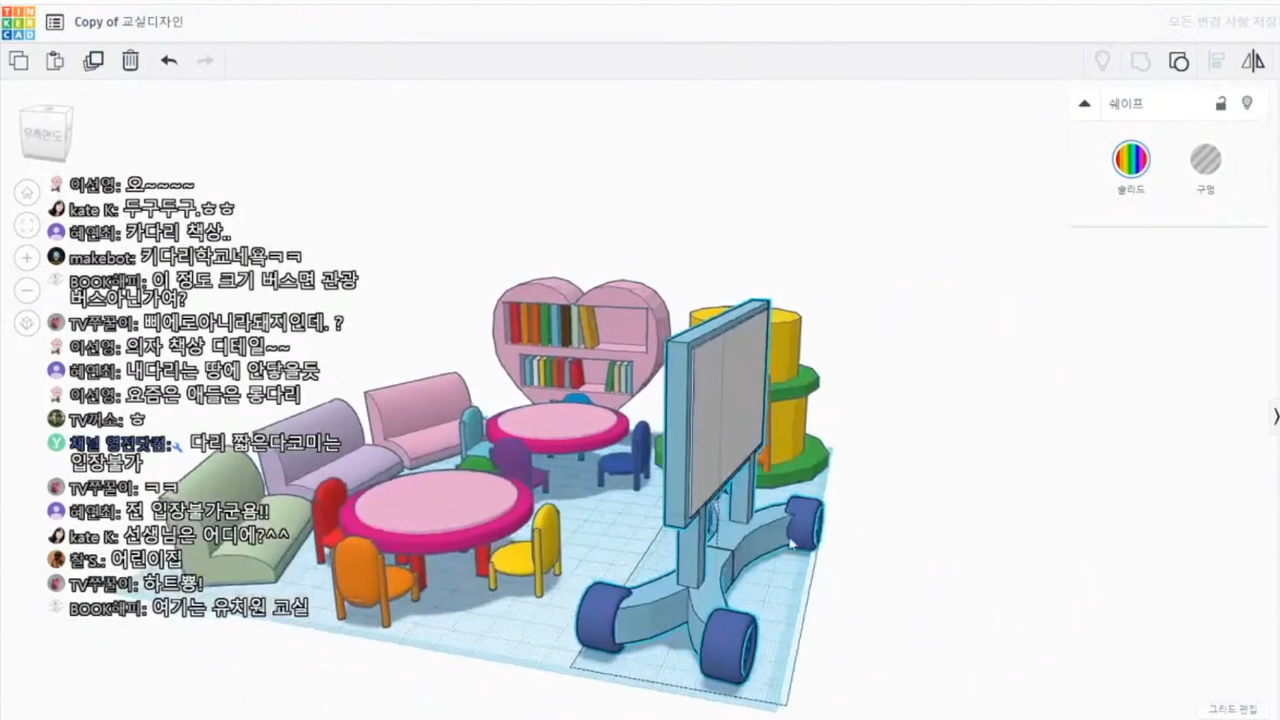 TIN
KER
CAD
Copy of 교실디자인
모든 변경 사항 저장
쉐이프
솔리드
구멍
우측면도
이선영: 오~~~~
kate K: 두구두구.ㅎㅎ
혜연최: 카다리 책상..
makebot: 키다리학교네욬ㅋㅋ
BOOK해피: 이 정도 크기 버스면 관광
버스아닌가여?
TV쭈꿀이: 삐에로아니라돼지인데. ?
이선영: 의자 책상 디테일~~
혜연최: 내다리는 땅에 안닿을듯
이선영: 요즘은 애들은 롱다리
TV끼소: ㅎ
채널 영진닷컴: 다리 짧은다코미는
입장불가
TV쭈꿀이: ㅋㅋ
혜연최: 전 입장불가군욤!!
kate K: 선생님은 어디에?^^
찰'S.: 어린이집
TV쭈꿀이: 하트뿅!
BOOK해피: 여기는 유치원 교실
그리드 편집